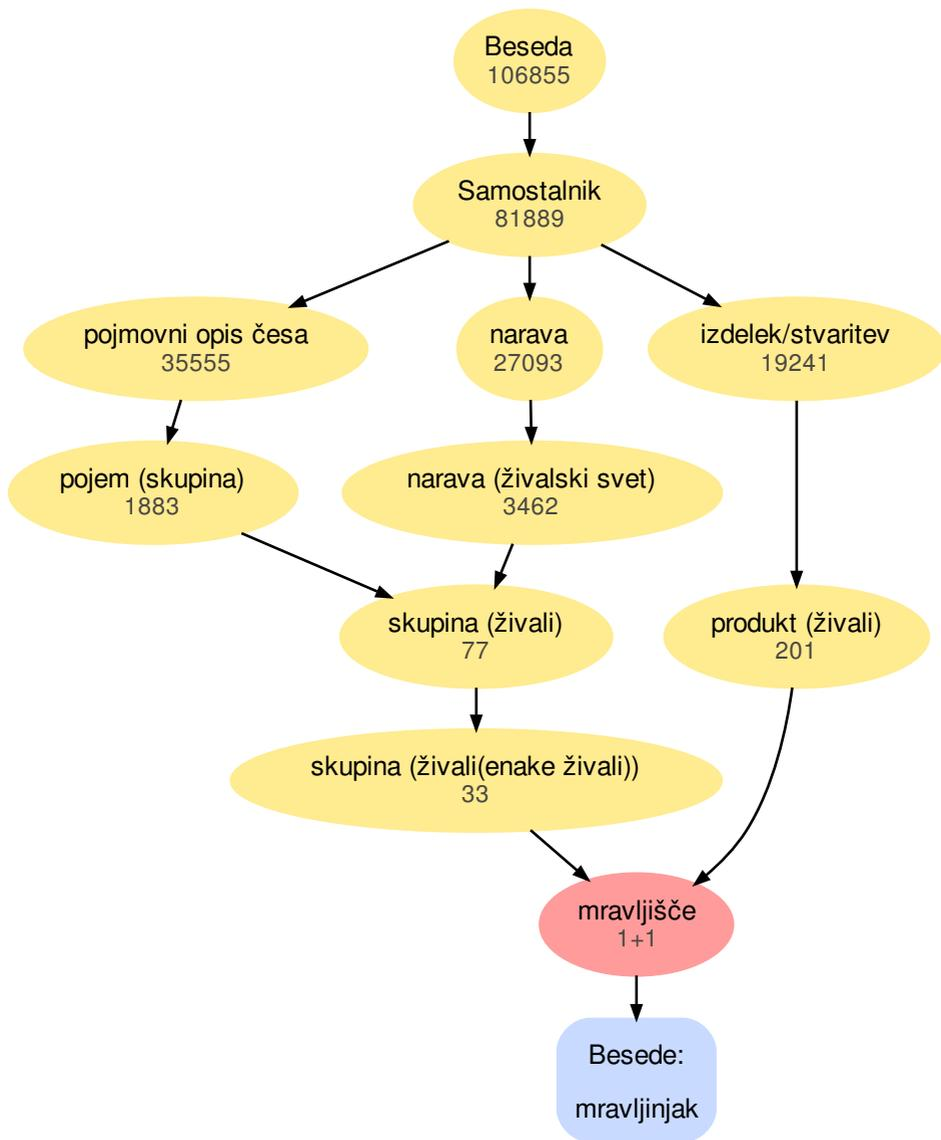 Beseda
106855
Samostalnik
81889
pojmovni opis česa
35555
narava
27093
izdelek/stvaritev
19241
pojem (skupina)
1883
narava (živalski svet)
3462
skupina (živali)
77
produkt (živali)
201
skupina (živali(enake živali))
33
mravljišče
1+1
Besede:
mravljinjak